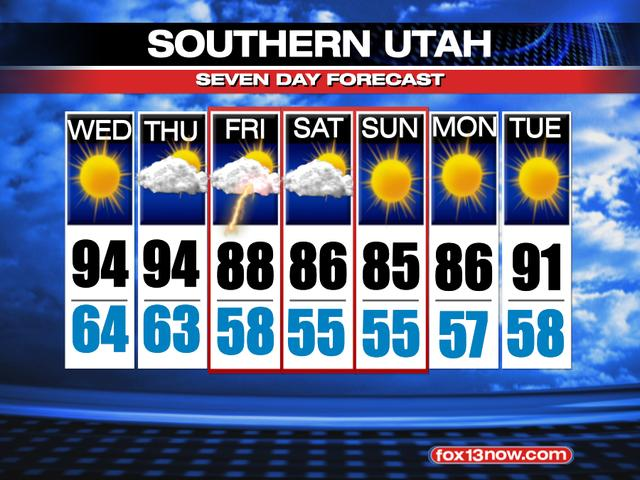 SOUTHERN UTAH
SEVEN DAY FORECAST
WED THU FRI SAT SUN MON TUE
94 94 88 86 85 86 91
64 63 58 55 55 57 58
fox13now.com